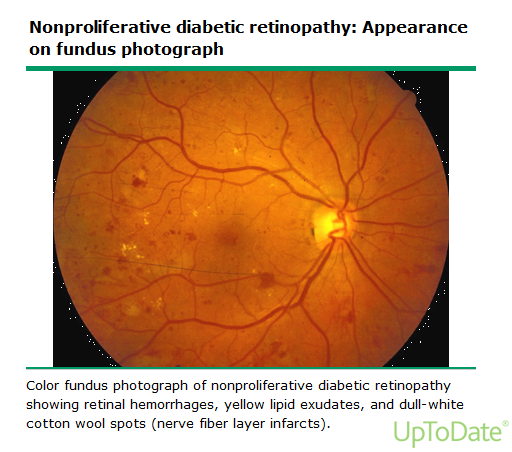 Nonproliferative diabetic retinopathy: Appearance
on fundus photograph
Color fundus photograph of nonproliferative diabetic retinopathy
showing retinal hemorrhages, yellow lipid exudates, and dull-white
cotton wool spots (nerve fiber layer infarcts).
UpToDate®